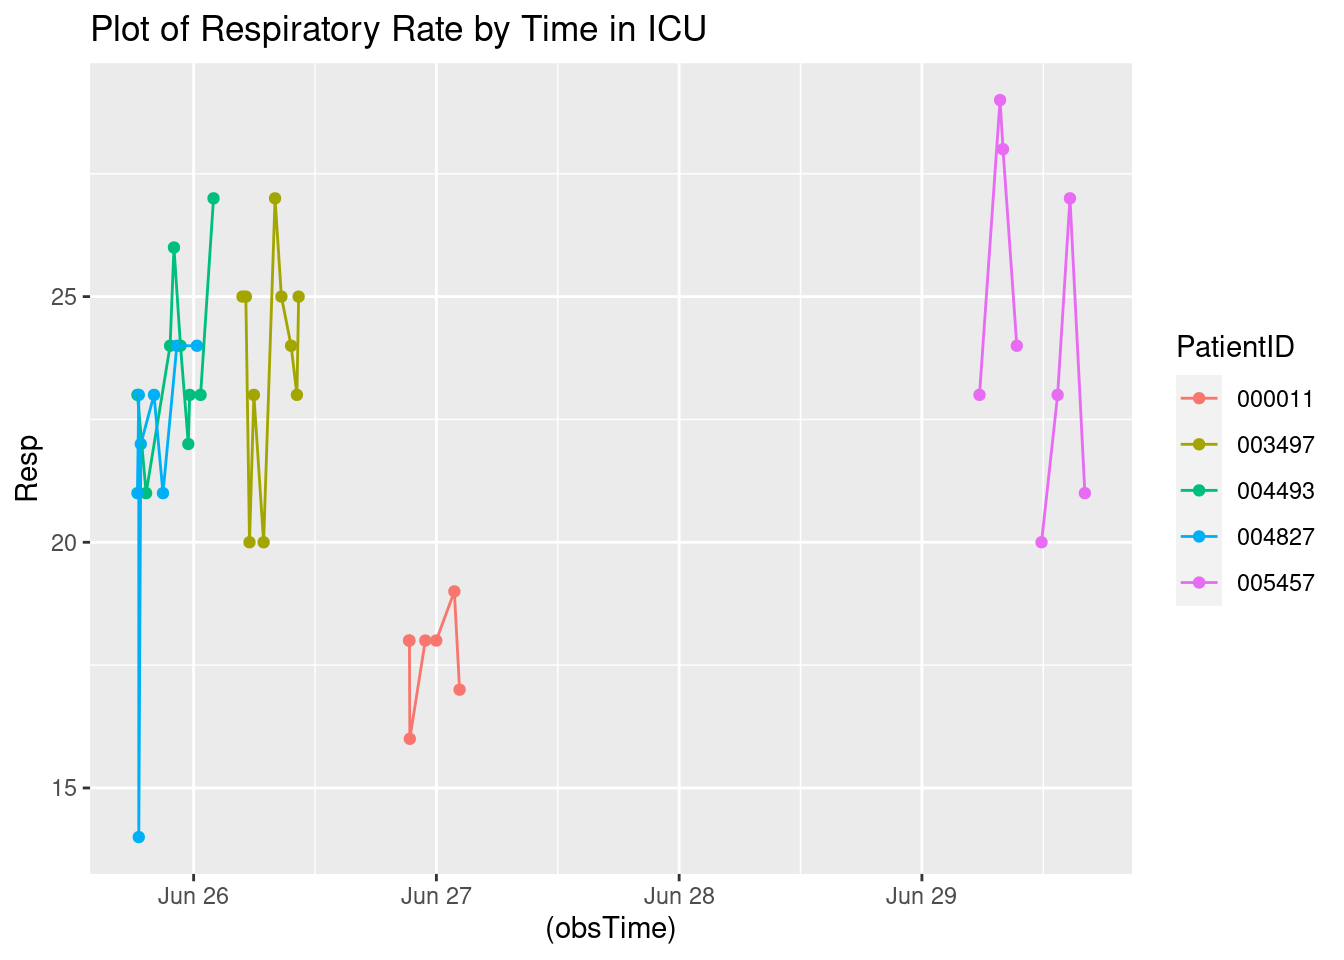 Plot of Respiratory Rate by Time in ICU
25
20
15
Resp
Jun 26
Jun 27
Jun 28
Jun 29
(obsTime)
PatientID
000011
003497
004493
004827
005457